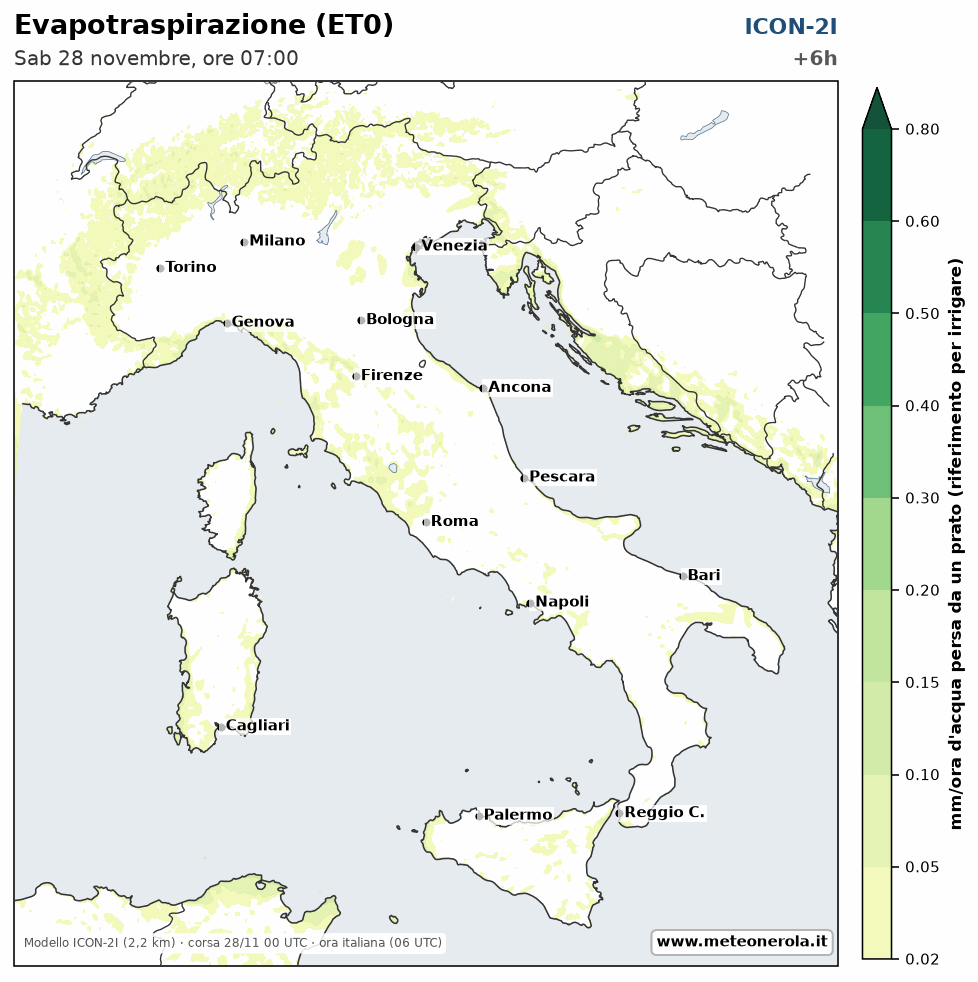 Evapotraspirazione (ET0)
ICON-2I
Sab 28 novembre, ore 07:00
+6h
Milano
Venezia
Torino
Genova
Bologna
Firenze
Ancona
Pescara
Roma
Bari
Napoli
Cagliari
Palermo
Reggio C.
0.80
0.60
0.50
0.40
0.30
0.20
0.15
0.10
0.05
0.02
mm/ora d'acqua persa da un prato (riferimento per irrigare)
Modello ICON-2I (2,2 km) · corsa 28/11 00 UTC · ora italiana (06 UTC)
www.meteonerola.it